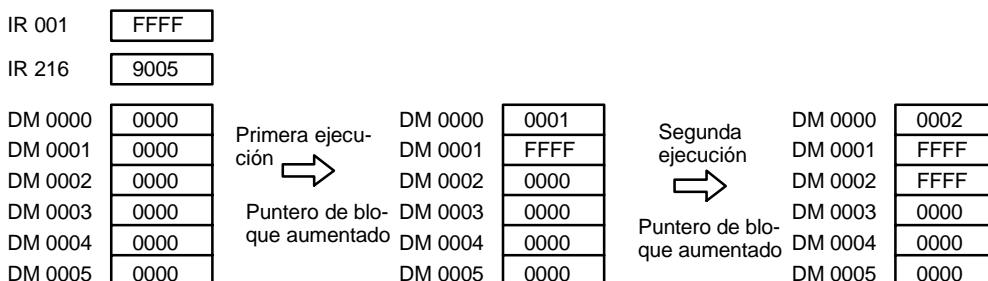 IR 001 FFFF
IR 216 9005
DM 0000 0000
DM 0001 0000
DM 0002 0000
DM 0003 0000
DM 0004 0000
DM 0005 0000
Primera ejecu-
ción
Puntero de blo-
que aumentado
DM 0000 0001
DM 0001 FFFF
DM 0002 0000
DM 0003 0000
DM 0004 0000
DM 0005 0000
Segunda
ejecución
Puntero de blo-
que aumentado
DM 0000 0002
DM 0001 FFFF
DM 0002 FFFF
DM 0003 0000
DM 0004 0000
DM 0005 0000